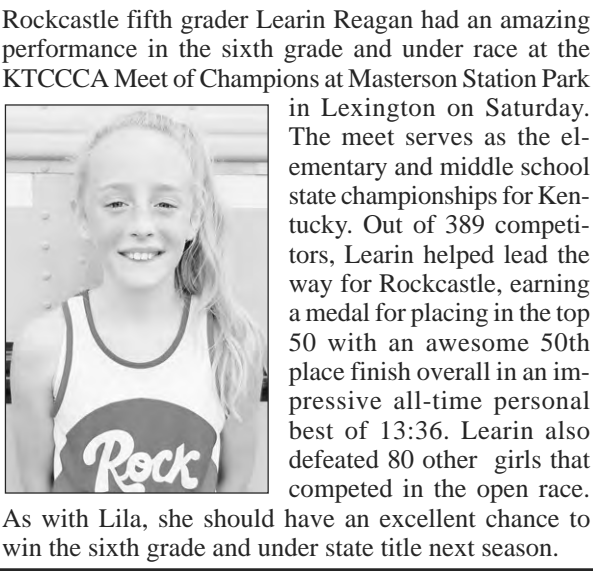 Rockcastle fifth grader Learin Reagan had an amazing
performance in the sixth grade and under race at the
KTCCCA Meet of Champions at Masterson Station Park
in Lexington on Saturday.
The meet serves as the el-
ementary and middle school
state championships for Ken-
tucky. Out of 389 competi-
tors, Learin helped lead the
way for Rockcastle, earning
a medal for placing in the top
50 with an awesome 50th
place finish overall in an im-
pressive all-time personal
best of 13:36. Learin also
defeated 80 other girls that
competed in the open race.
Rock
As with Lila, she should have an excellent chance to
win the sixth grade and under state title next season.